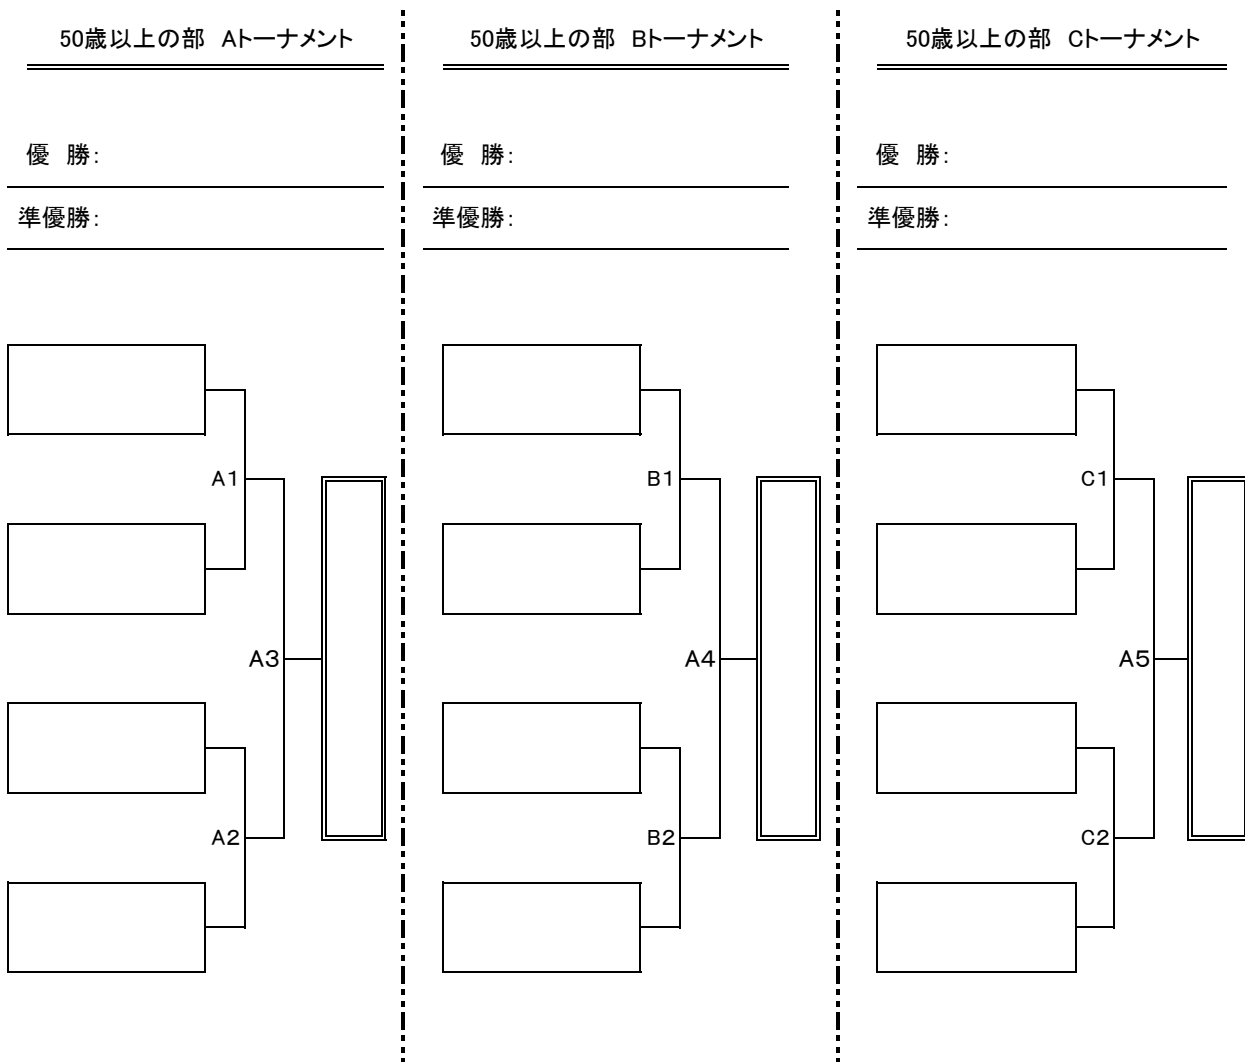 50歳以上の部 Aトーナメント
優 勝:
準優勝:
A1
A3
A2
50歳以上の部 Bトーナメント
優 勝:
準優勝:
B1
A4
B2
50歳以上の部 Cトーナメント
優 勝:
準優勝:
C1
A5
C2